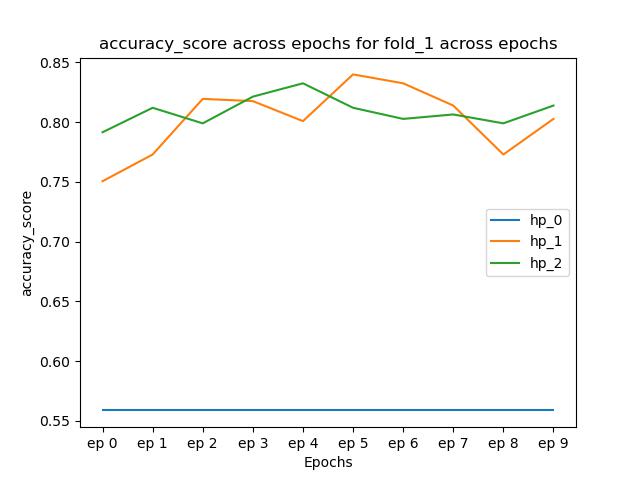 accuracy_score across epochs for fold_1 across epochs
0.85
0.80
0.75
0.70
0.65
0.60
0.55
accuracy_score
hp_0
hp_1
hp_2
ep 0 ep 1 ep 2 ep 3 ep 4 ep 5 ep 6 ep 7 ep 8 ep 9
Epochs